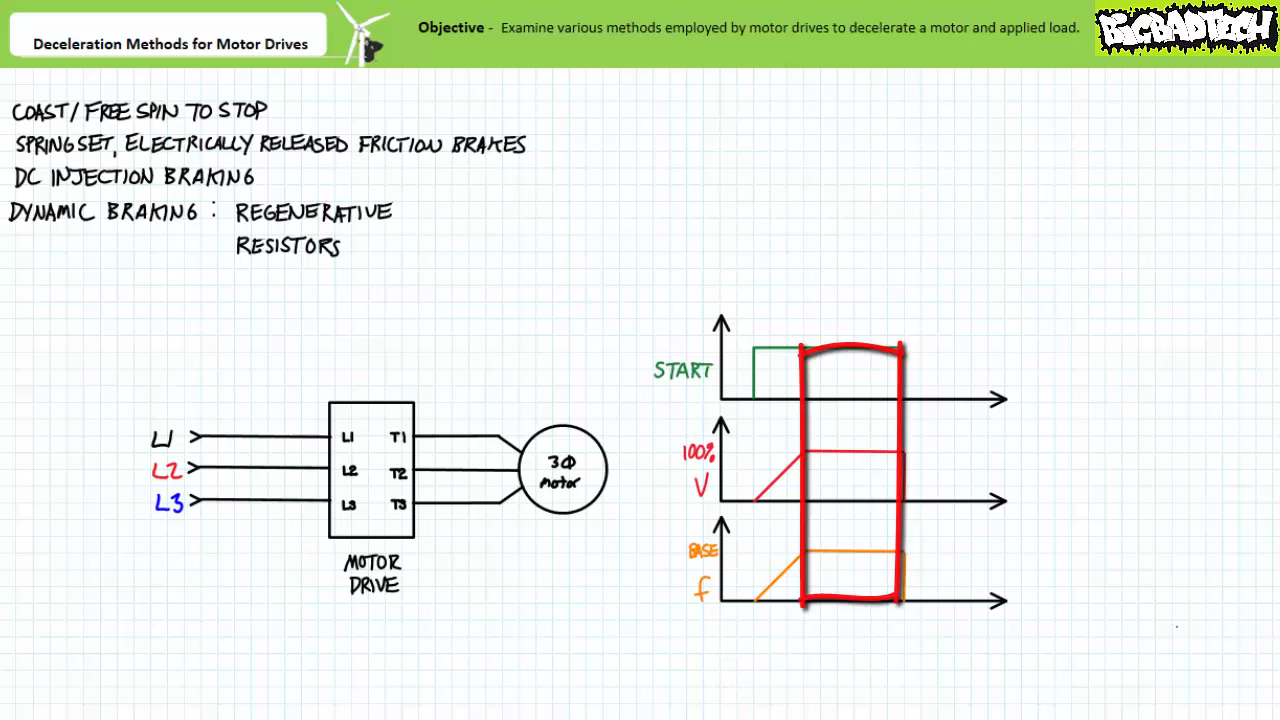 Deceleration Methods for Motor Drives
Objective - Examine various methods employed by motor drives to decelerate a motor and applied load.
BIGBADTECH
COAST/FREE SPIN TO STOP
SPRING SET, ELECTRICALLY RELEASED FRICTION BRAKES
DC INJECTION BRAKING
DYNAMIC BRAKING : REGENERATIVE
RESISTORS
L1
L2
L3
L1 T1
L2 T2
L3 T3
3Φ
motor
MOTOR
DRIVE
START
100%
V
BASE
f